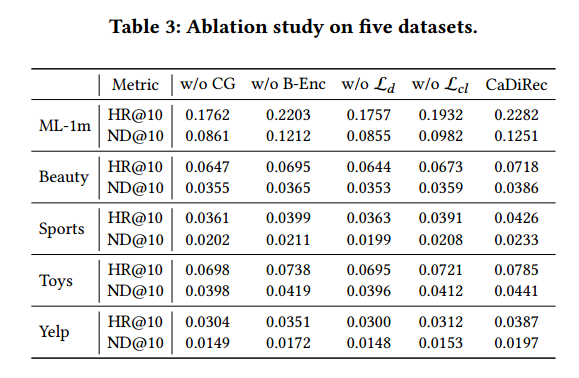 Table 3: Ablation study on five datasets.
Metric w/o CG w/o B-Enc w/o ℒd w/o ℒcl CaDiRec
ML-1m HR@10 0.1762 0.2203 0.1757 0.1932 0.2282
ND@10 0.0861 0.1212 0.0855 0.0982 0.1251
Beauty HR@10 0.0647 0.0695 0.0644 0.0673 0.0718
ND@10 0.0355 0.0365 0.0353 0.0359 0.0386
Sports HR@10 0.0361 0.0399 0.0363 0.0391 0.0426
ND@10 0.0202 0.0211 0.0199 0.0208 0.0233
Toys HR@10 0.0698 0.0738 0.0695 0.0721 0.0785
ND@10 0.0398 0.0419 0.0396 0.0412 0.0441
Yelp HR@10 0.0304 0.0351 0.0300 0.0312 0.0387
ND@10 0.0149 0.0172 0.0148 0.0153 0.0197